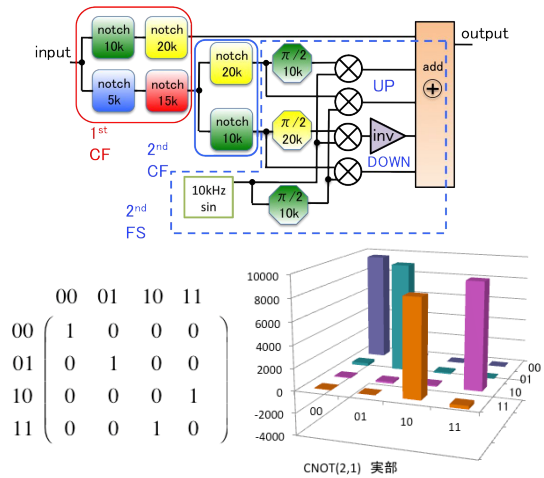 input
notch
10k
notch
20k
notch
5k
notch
15k
1st
CF
notch
20k
notch
10k
2nd
CF
π/2
10k
π/2
20k
UP
inv
DOWN
add
+
output
10kHz
sin
π/2
10k
2nd
FS
00 01 10 11
00 1 0 0 0
01 0 1 0 0
10 0 0 0 1
11 0 0 1 0
10000
8000
6000
4000
2000
0
-2000
-4000
00
01
10
11
00
01
10
11
CNOT(2,1) 実部